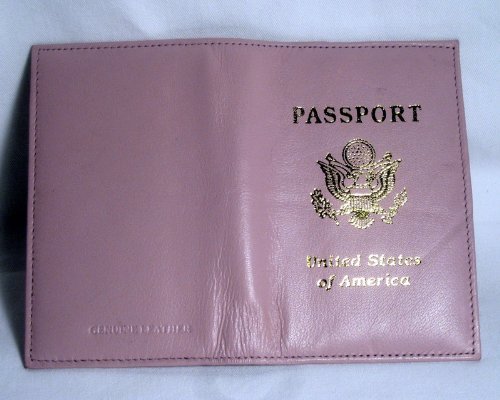 PASSPORT
United States
of America
GENUINE LEATHER